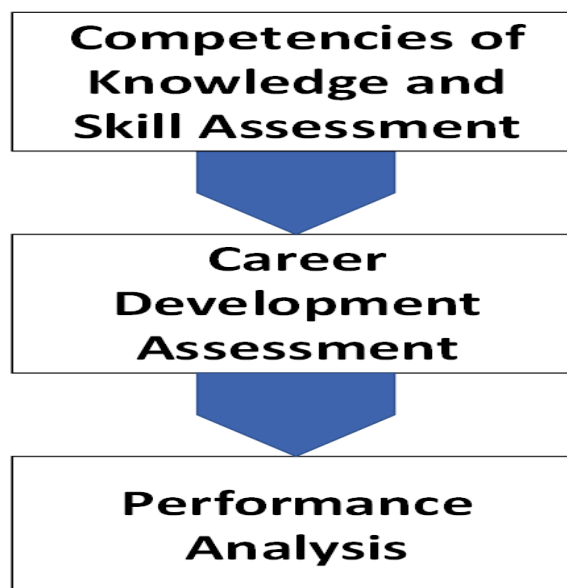 Competencies of
Knowledge and
Skill Assessment
Career
Development
Assessment
Performance
Analysis